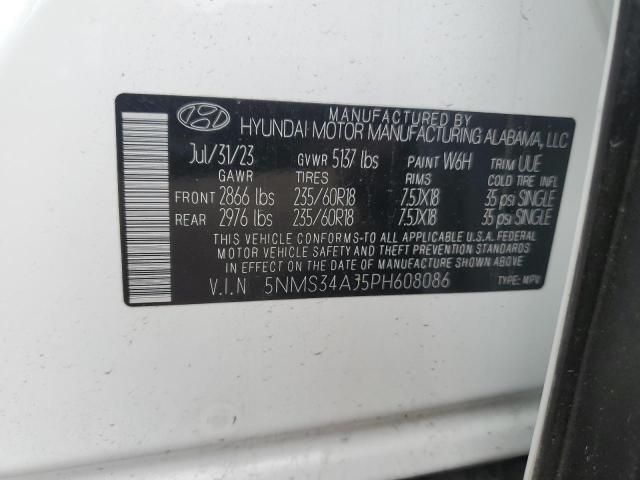 MANUFACTURED BY
HYUNDAI MOTOR MANUFACTURING ALABAMA, LLC
Jul/31/23 GVWR 5137 lbs PAINT W6H TRIM UUE
GAWR TIRES RIMS COLD TIRE INFL
FRONT 2866 lbs 235/60R18 7.5JX18 35 psi SINGLE
REAR 2976 lbs 235/60R18 7.5JX18 35 psi SINGLE
THIS VEHICLE CONFORMS-TO ALL APPLICABLE U.S.A. FEDERAL
MOTOR VEHICLE SAFETY, BUMPER, AND THEFT PREVENTION
STANDARDS IN EFFECT ON THE DATE OF MANUFACTURE SHOWN
ABOVE
V.I.N 5NMS34AJ5PH608086 TYPE: MPV